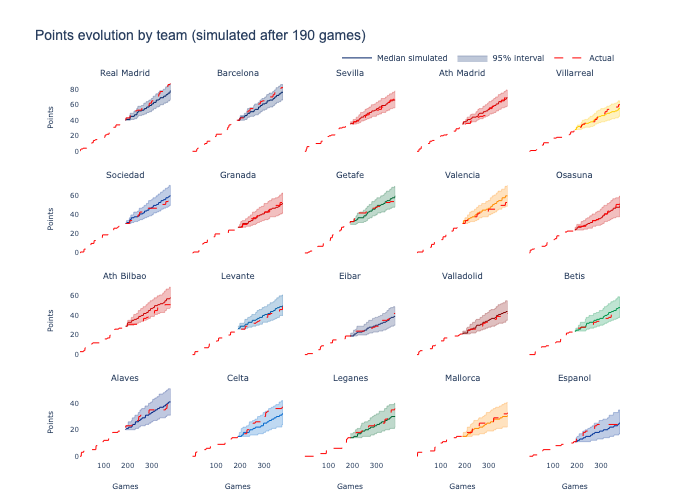 Points evolution by team (simulated after 190 games)
Median simulated 95% interval Actual
Real Madrid Barcelona Sevilla Ath Madrid Villarreal
80
60
40
20
0
Points
Sociedad Granada Getafe Valencia Osasuna
60
40
20
0
Points
Ath Bilbao Levante Eibar Valladolid Betis
60
40
20
0
Points
Alaves Celta Leganes Mallorca Espanol
40
20
0
Points
100 200 300 100 200 300 100 200 300 100 200 300 100 200 300
Games Games Games Games Games